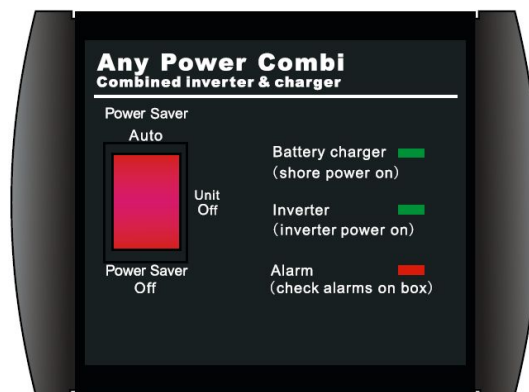 Any Power Combi
Combined inverter & charger
Power Saver
Auto
Unit
Off
Power Saver
Off
Battery charger
(shore power on)
Inverter
(inverter power on)
Alarm
(check alarms on box)